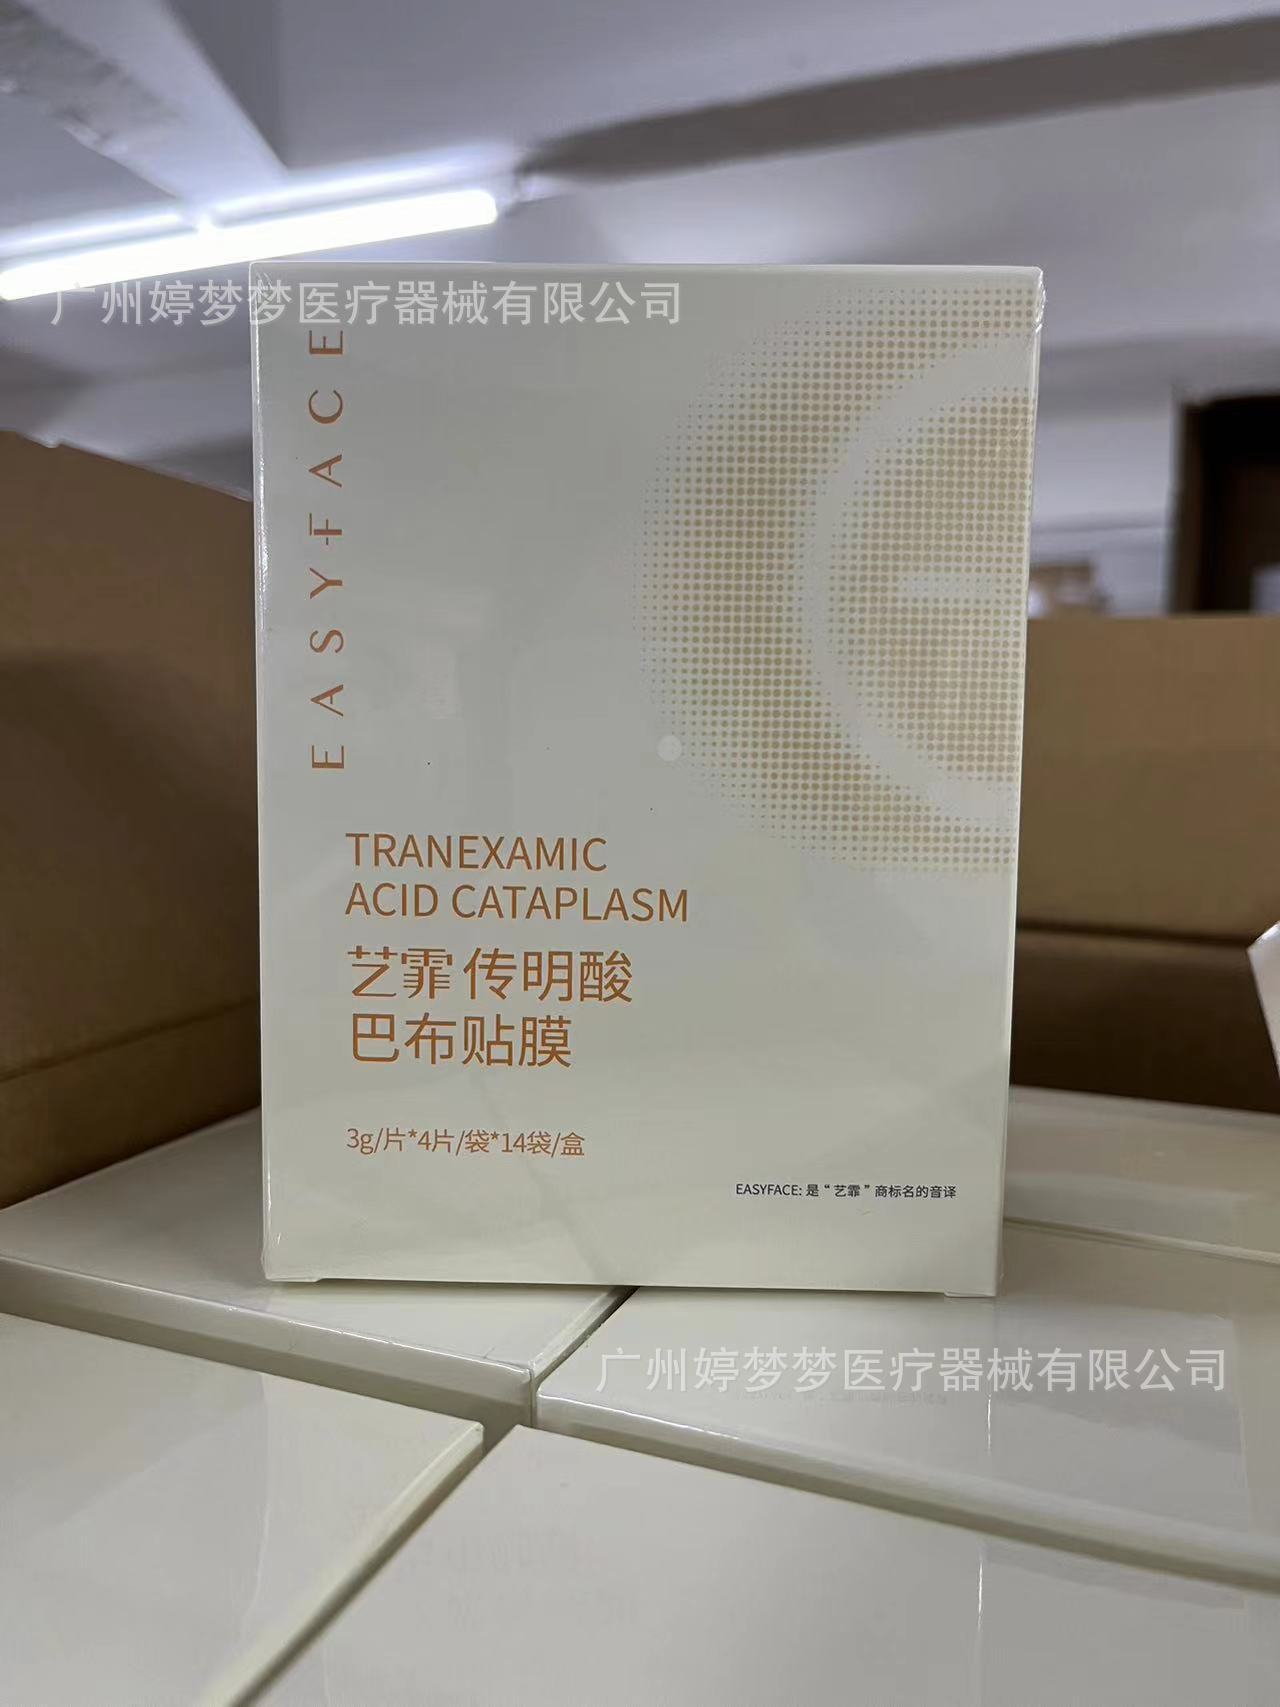 广州婷梦梦医疗器械有限公司
EASYFACE
TRANEXAMIC
ACID CATAPLASM
艺霏 传明酸
巴布贴膜
3g/片*4片/袋*14袋/盒
EASYFACE: 是“艺霏”商标名的音译
广州婷梦梦医疗器械有限公司